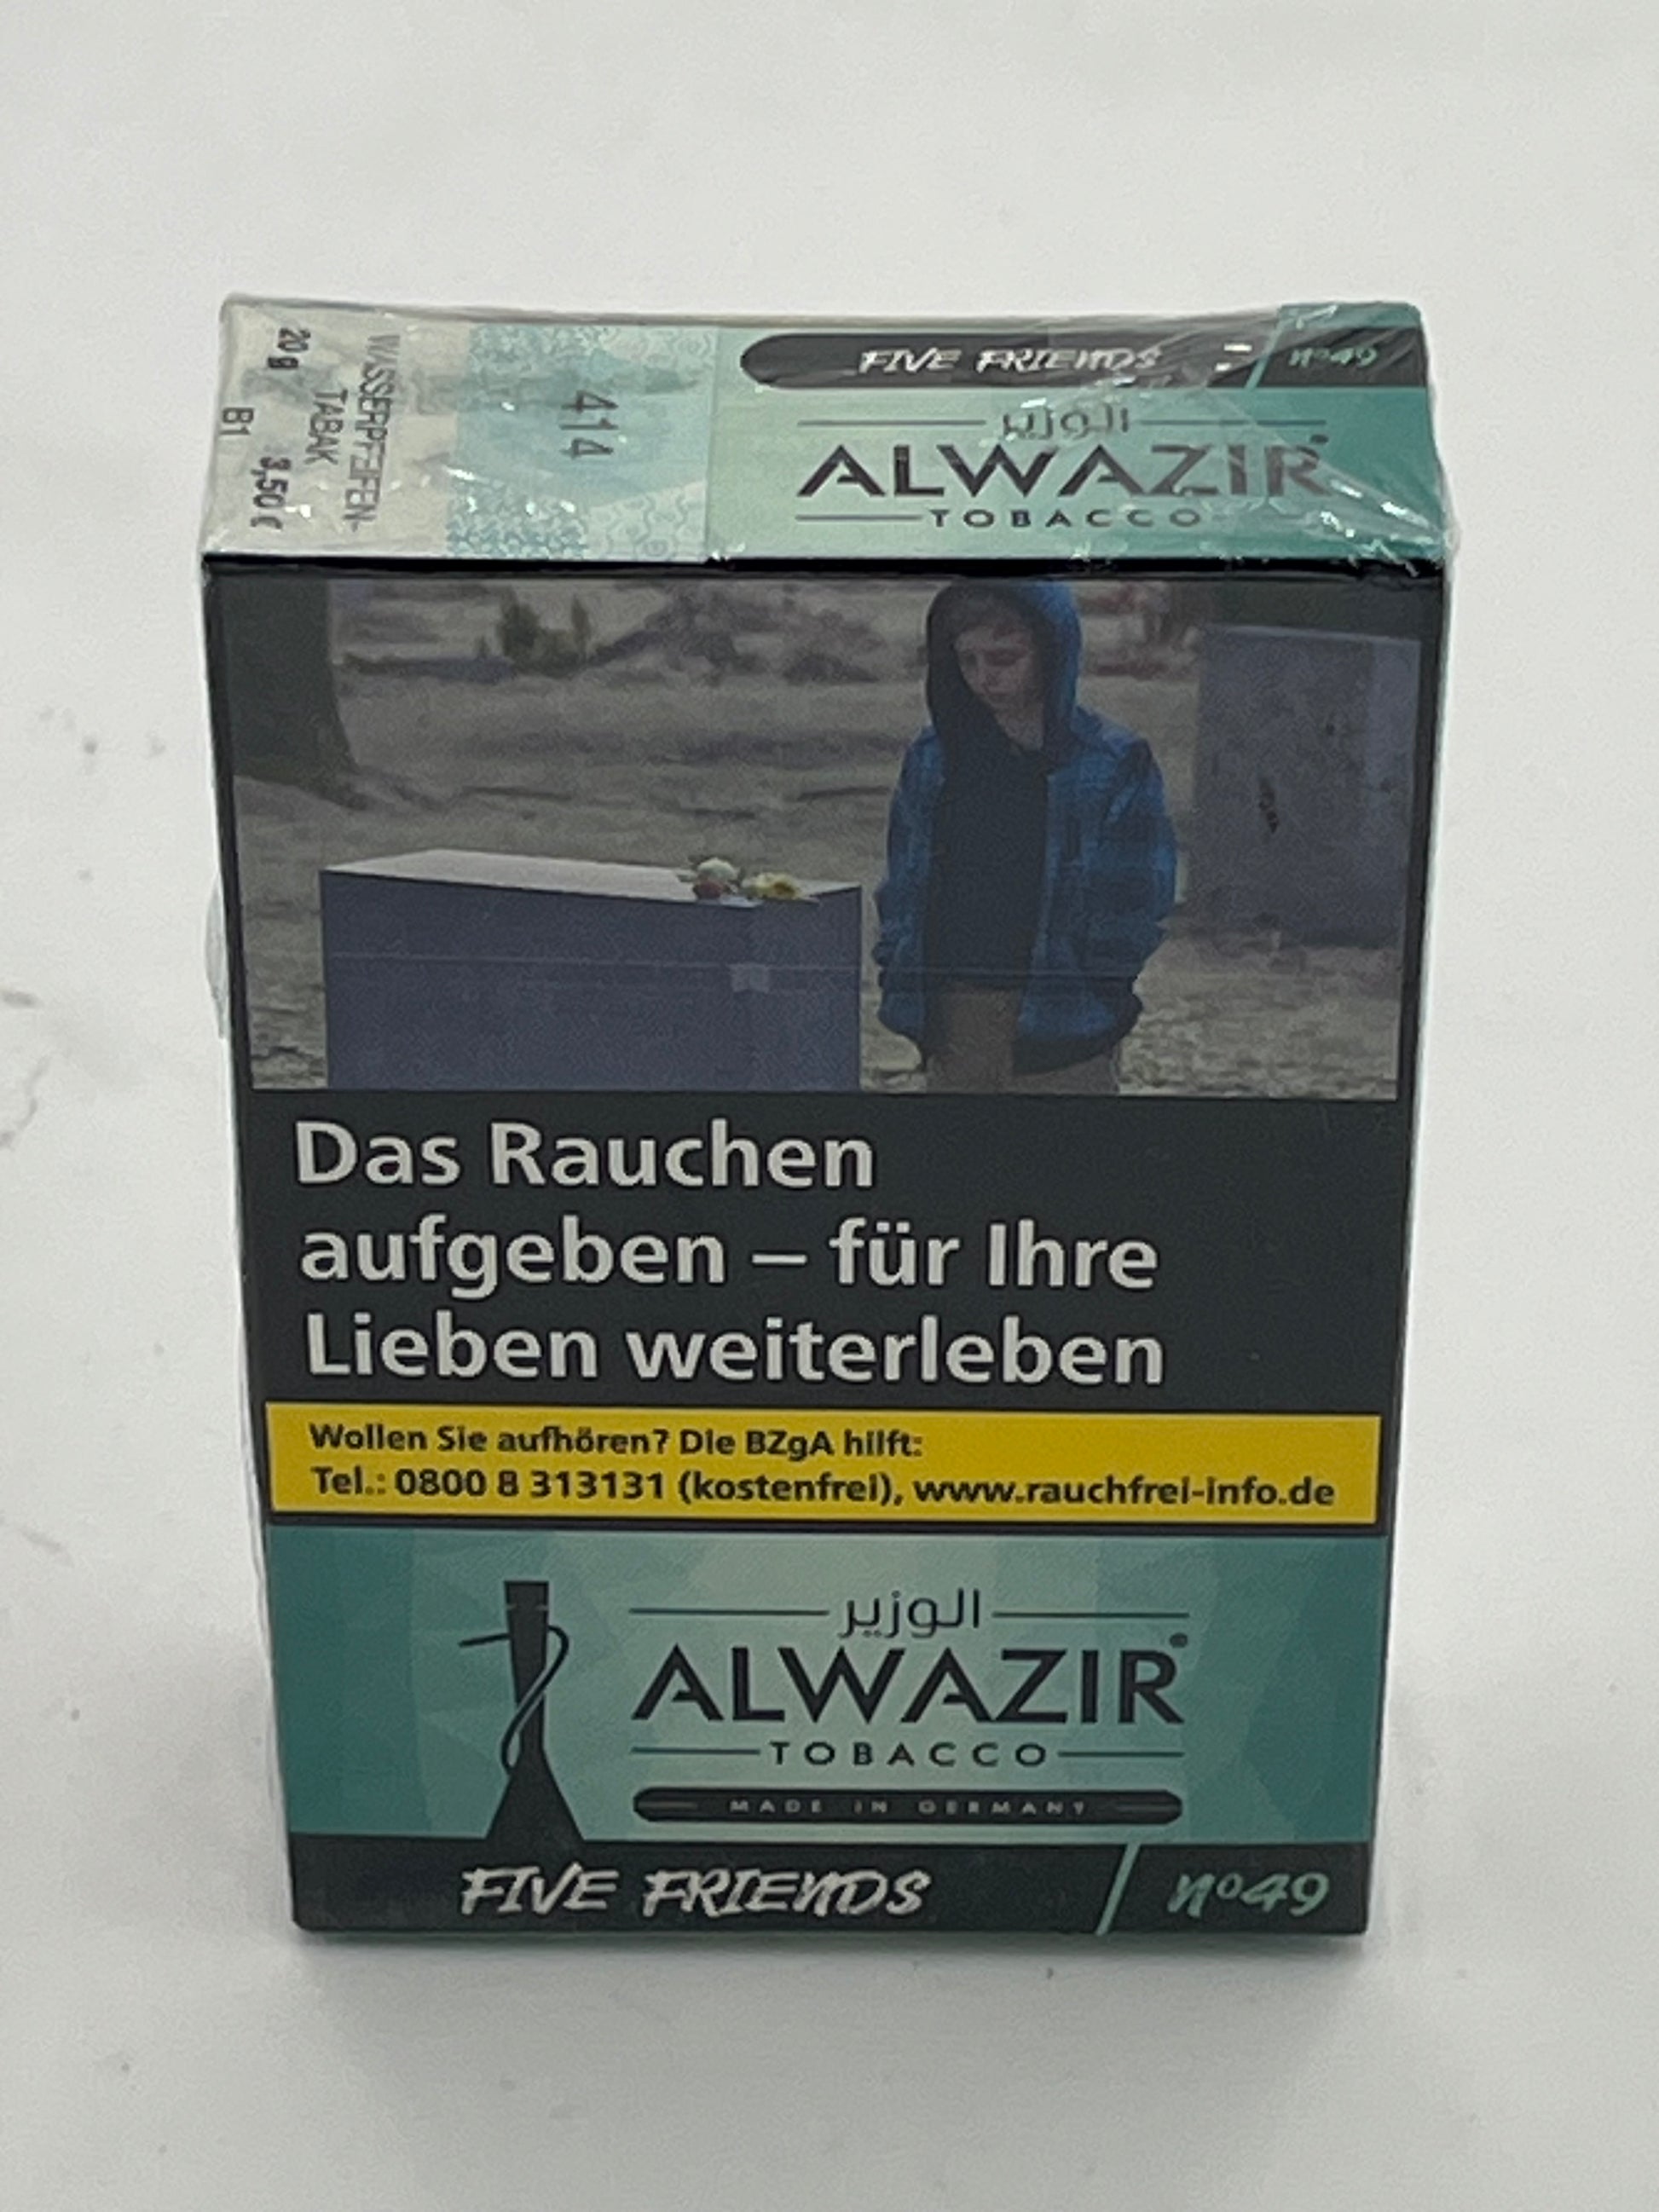 20 g
WASSERPFEIFEN-
TABAK
B1 3,50 €
414
FIVE FRIENDS nº49
الوزير
ALWAZIR
TOBACCO
Das Rauchen
aufgeben – für Ihre
Lieben weiterleben
Wollen Sie aufhören? Die BZgA hilft:
Tel.: 0800 8 313131 (kostenfrei), www.rauchfrei-info.de
الوزير
ALWAZIR®
TOBACCO
MADE IN GERMANY
FIVE FRIENDS nº49